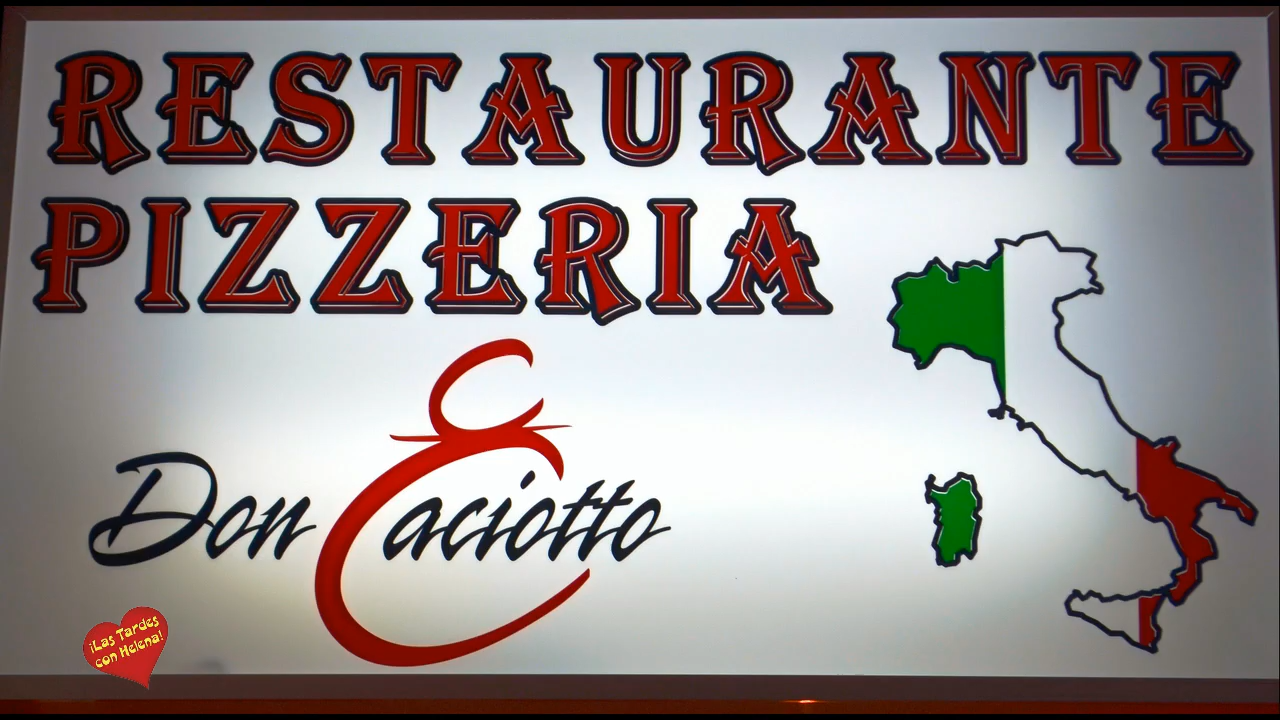 RESTAURANTE
PIZZERIA
Don Caciotto
¡Las Tardes
con Helena!